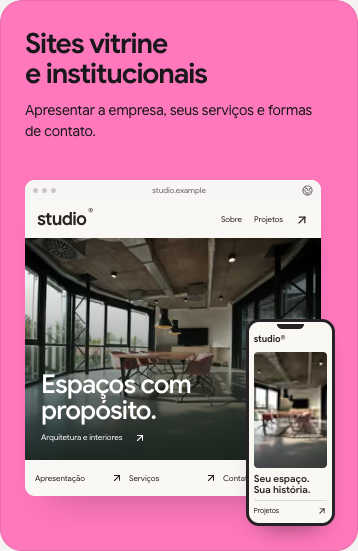 Sites vitrine
e institucionais
Apresentar a empresa, seus serviços e formas
de contato.
studio.example
studio®
Sobre Projetos
Espaços com
propósito.
Arquitetura e interiores
Apresentação Serviços
studio®
Seu espaço.
Sua história.
Projetos